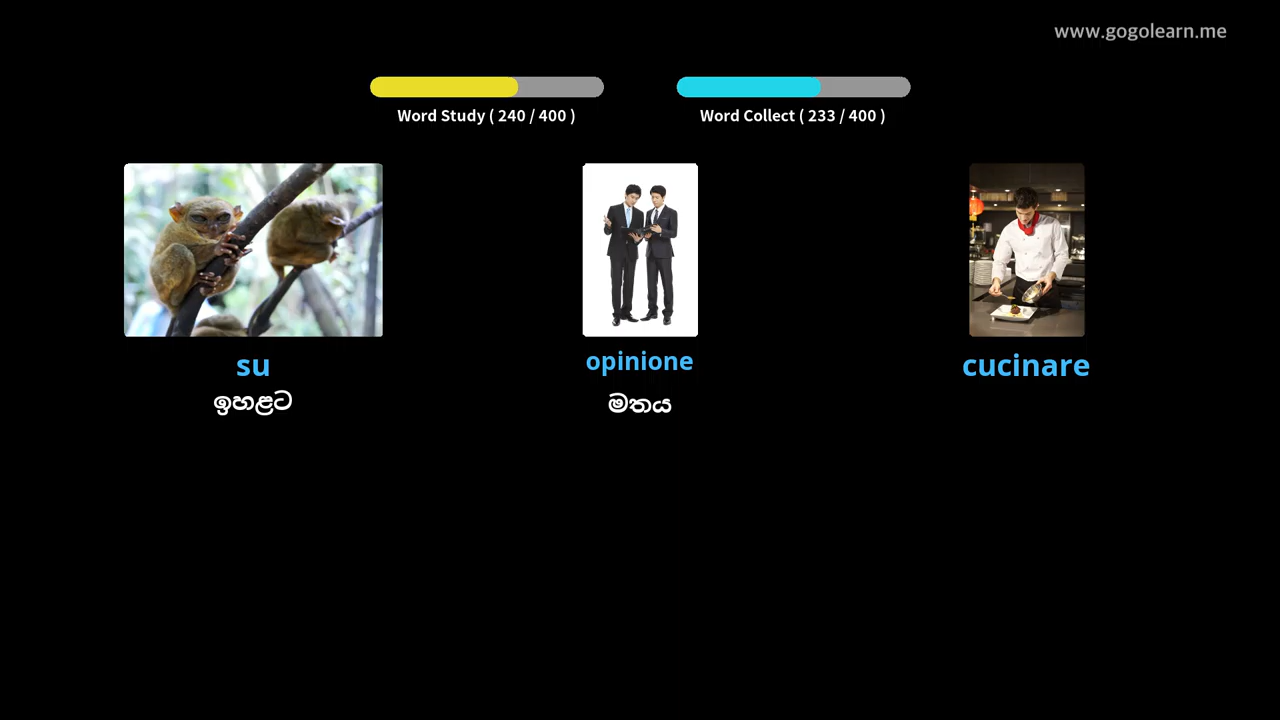 www.gogolearn.me
Word Study ( 240 / 400 )
Word Collect ( 233 / 400 )
su
ඉහළට
opinione
මතය
cucinare